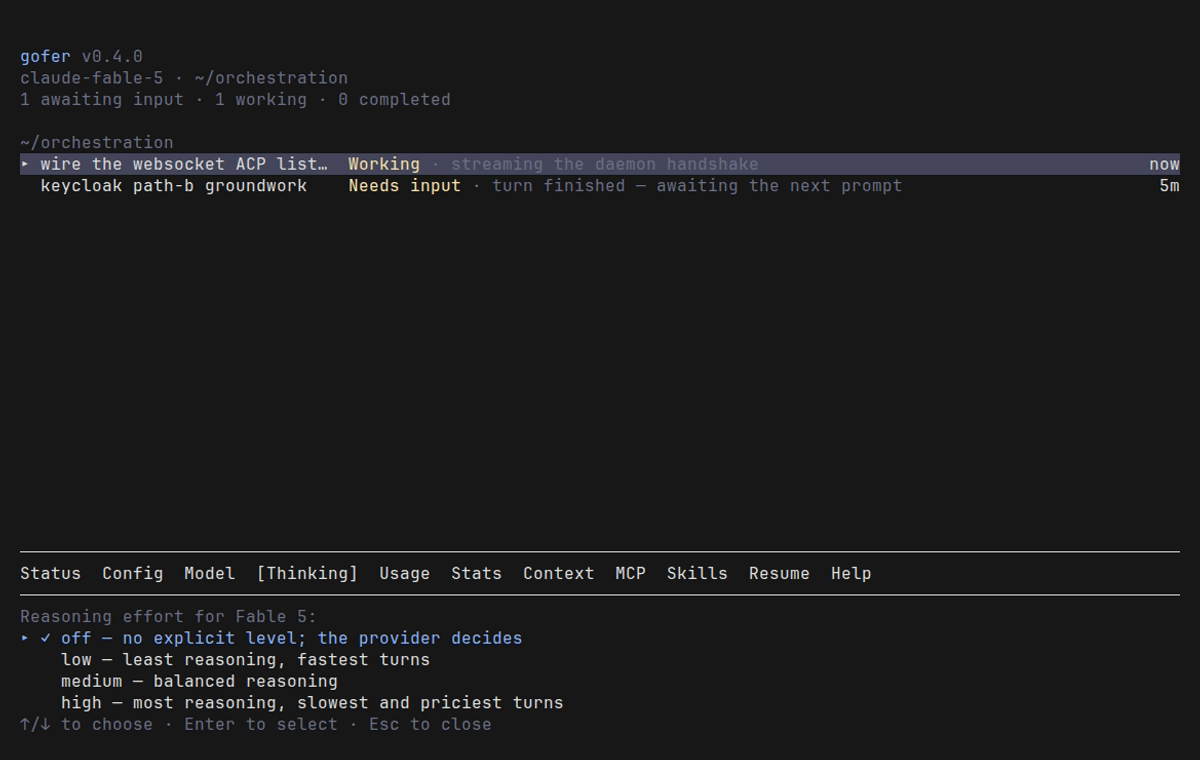 gofer v0.4.0
claude-fable-5 · ~/orchestration
1 awaiting input · 1 working · 0 completed
~/orchestration
▸ wire the websocket ACP list… Working · streaming the daemon handshake now
keycloak path-b groundwork Needs input · turn finished — awaiting the next prompt 5m
Status Config Model [Thinking] Usage Stats Context MCP Skills Resume Help
Reasoning effort for Fable 5:
▸ ✓ off — no explicit level; the provider decides
low — least reasoning, fastest turns
medium — balanced reasoning
high — most reasoning, slowest and priciest turns
↑/↓ to choose · Enter to select · Esc to close